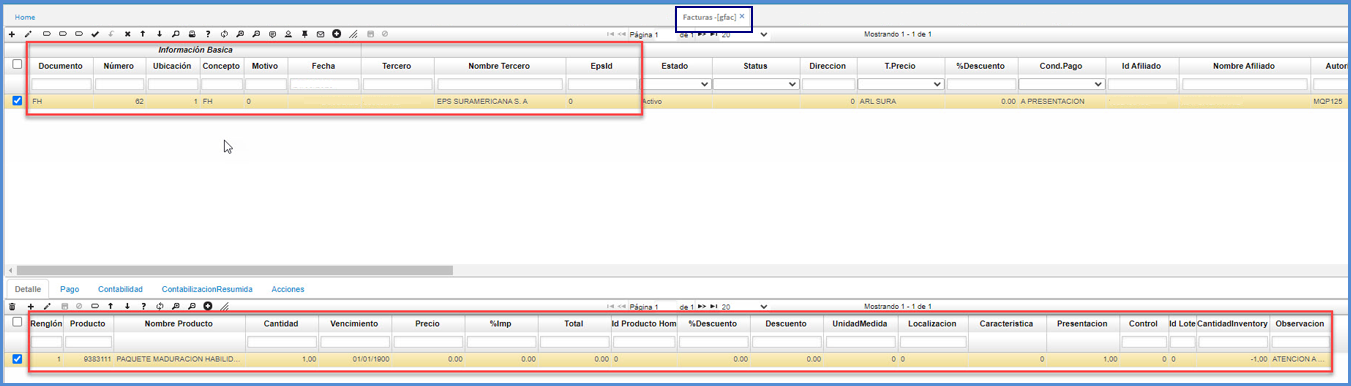 Home
Facturas -[gfac] ×
Página 1 de 1 20 Mostrando 1 - 1 de 1
Información Basica
Documento Número Ubicación Concepto Motivo Fecha Tercero Nombre Tercero EpsId Estado Status Direccion T.Precio %Descuento Cond.Pago Id Afiliado Nombre Afiliado Autori
FH 62 1 FH 0 EPS SURAMERICANA S. A 0 Activo 0 ARL SURA 0.00 A PRESENTACION MQP125
Detalle Pago Contabilidad ContabilizacionResumida Acciones
Página 1 de 1 20 Mostrando 1 - 1 de 1
Renglón Producto Nombre Producto Cantidad Vencimiento Precio %Imp Total Id Producto Hom %Descuento Descuento UnidadMedida Localizacion Caracteristica Presentacion Control Id Lote CantidadInventory Observacion
1 9383111 PAQUETE MADURACION HABILID... 1,00 01/01/1900 0.00 0.00 0.00 0 0.00 0.00 0 0 0 1,00 0 0 -1,00 ATENCION A ...